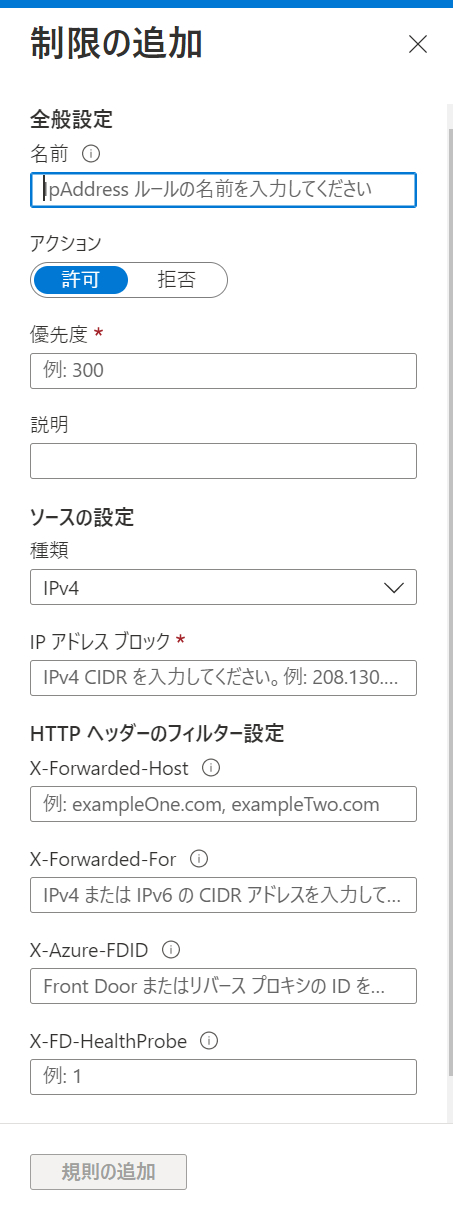 制限の追加
全般設定
名前
IpAddress ルールの名前を入力してください
アクション
許可 拒否
優先度 *
例: 300
説明
ソースの設定
種類
IPv4
IP アドレス ブロック *
IPv4 CIDR を入力してください。例: 208.130....
HTTP ヘッダーのフィルター設定
X-Forwarded-Host
例: exampleOne.com, exampleTwo.com
X-Forwarded-For
IPv4 または IPv6 の CIDR アドレスを入力して...
X-Azure-FDID
Front Door またはリバース プロキシの ID を...
X-FD-HealthProbe
例: 1
規則の追加